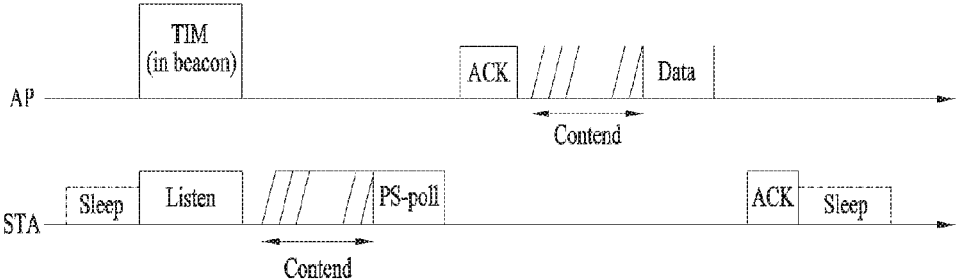 TIM
(in beacon)
ACK
Data
AP
Contend
Sleep
Listen
PS-poll
ACK
Sleep
STA
Contend